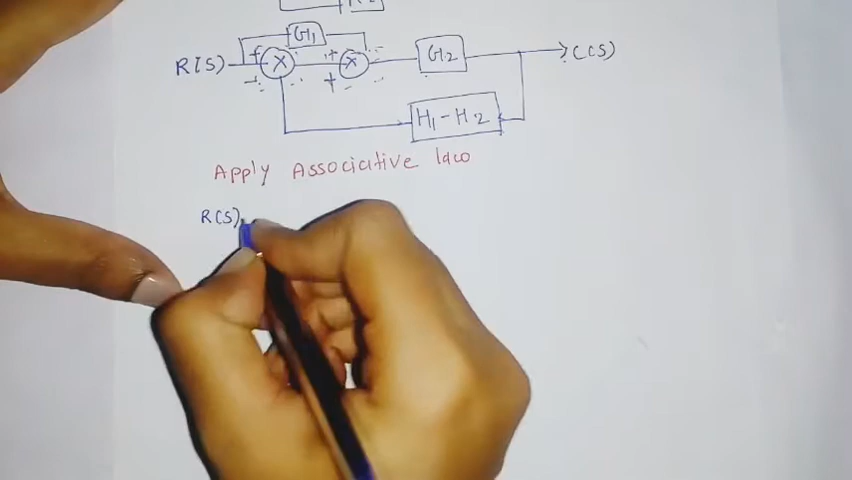 G1
R(S) + X + X G2 C(S)
+ +
H1-H2
Apply Associative law
R(S)